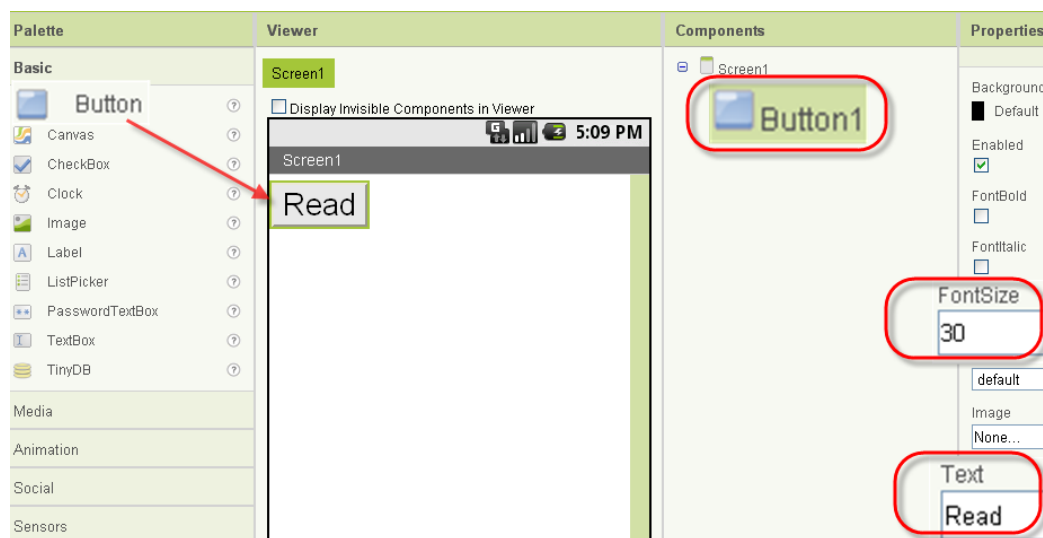 Palette
Basic
Button
Canvas
CheckBox
Clock
Image
Label
ListPicker
PasswordTextBox
TextBox
TinyDB
Media
Animation
Social
Sensors
Viewer
Screen1
Display Invisible Components in Viewer
5:09 PM
Screen1
Read
Components
Screen1
Button1
Properties
Background
Default
Enabled
FontBold
FontItalic
FontSize
30
default
Image
None...
Text
Read